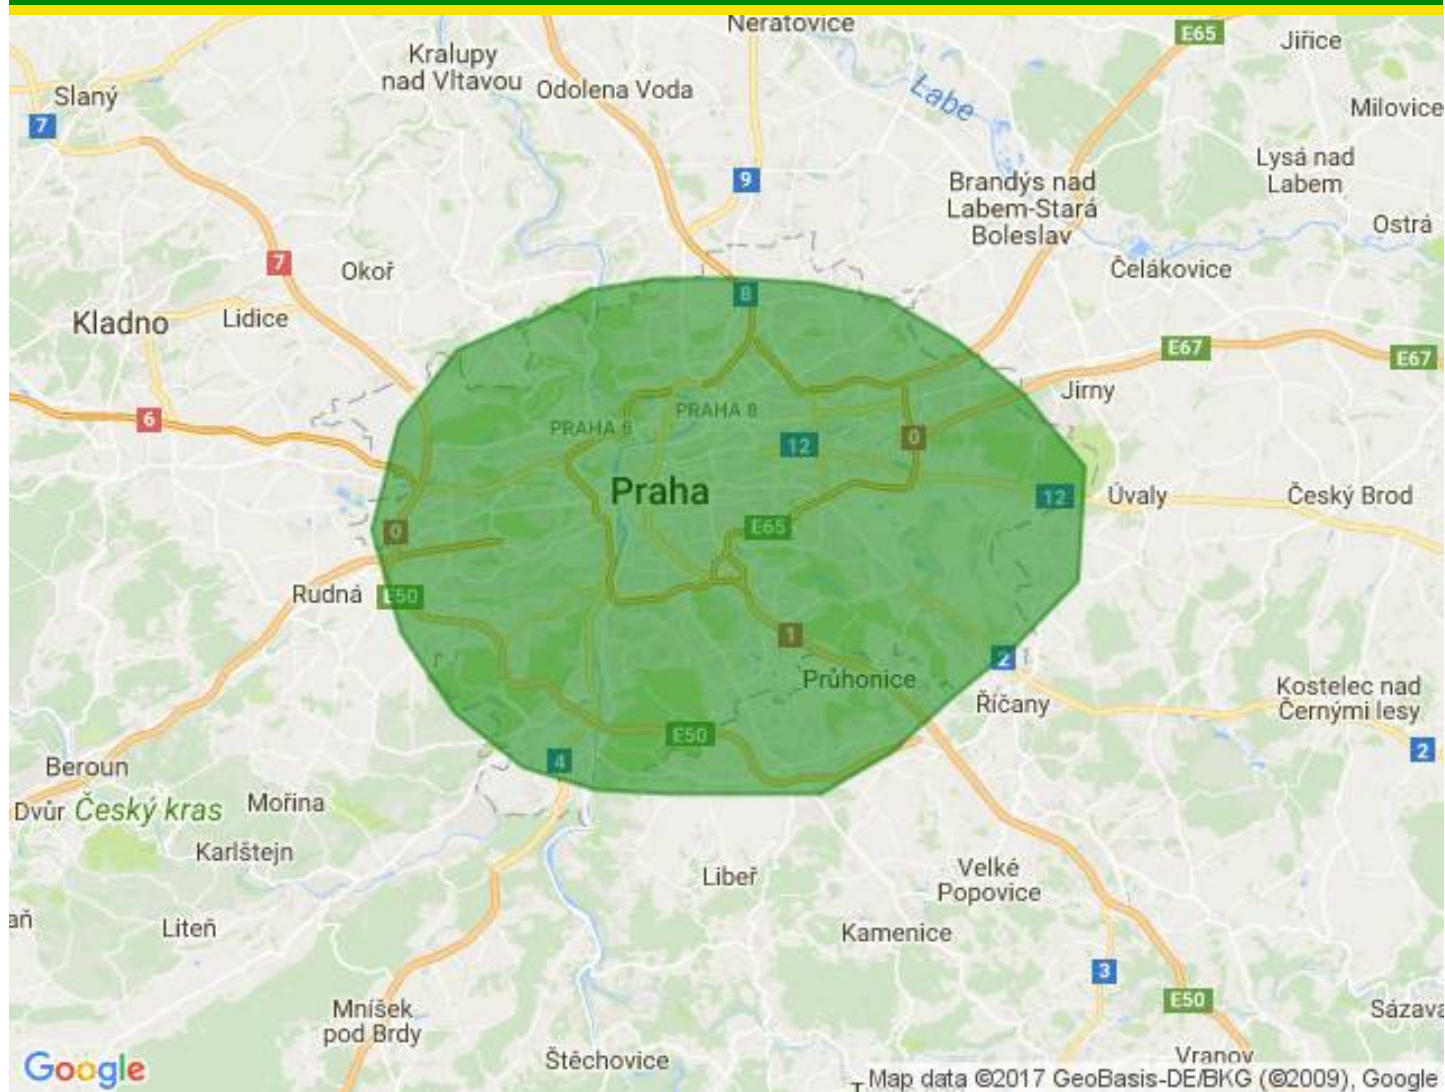 Neratovice
E65
Jiřice
Kralupy
nad Vltavou
Odolena Voda
Slaný
7
Labe
Milovice
9
Lysá nad
Labem
Brandýs nad
Labem-Stará
Boleslav
Ostrá
7
Okoř
Čelákovice
8
Kladno
Lidice
E67
E67
Jirny
6
PRAHA 8
PRAHA 6
0
12
Praha
12
Úvaly
Český Brod
0
E65
Rudná
E50
1
2
Průhonice
Říčany
Kostelec nad
Černými lesy
E50
2
4
Beroun
Dvůr
Český kras
Mořina
Karlštejn
Libeř
Velké
Popovice
aň
Liteň
Kamenice
3
E50
Mníšek
pod Brdy
Sázava
Štěchovice
Vranov
Google
Map data ©2017 GeoBasis-DE/BKG (©2009), Google